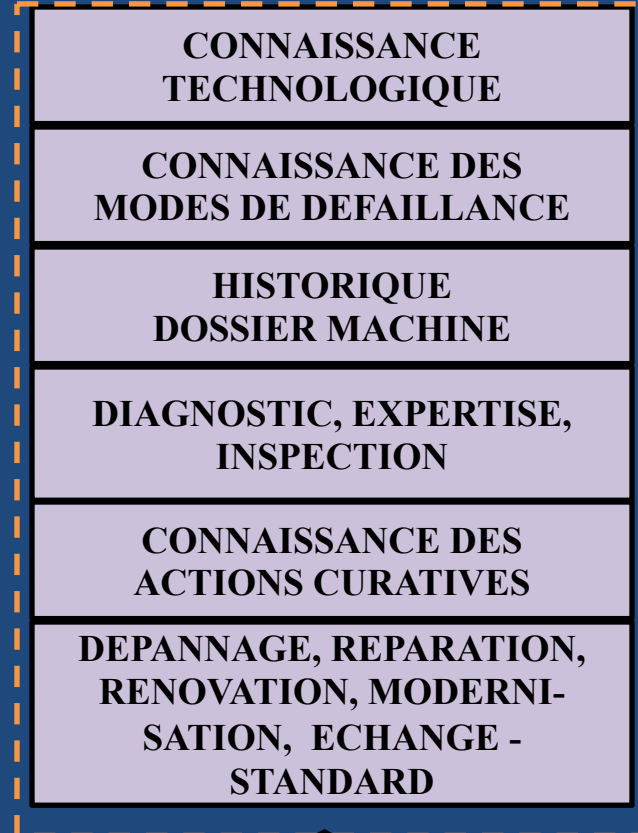 CONNAISSANCE
TECHNOLOGIQUE
CONNAISSANCE DES
MODES DE DEFAILLANCE
HISTORIQUE
DOSSIER MACHINE
DIAGNOSTIC, EXPERTISE,
INSPECTION
CONNAISSANCE DES
ACTIONS CURATIVES
DEPANNAGE, REPARATION,
RENOVATION, MODERNI-
SATION, ECHANGE -
STANDARD